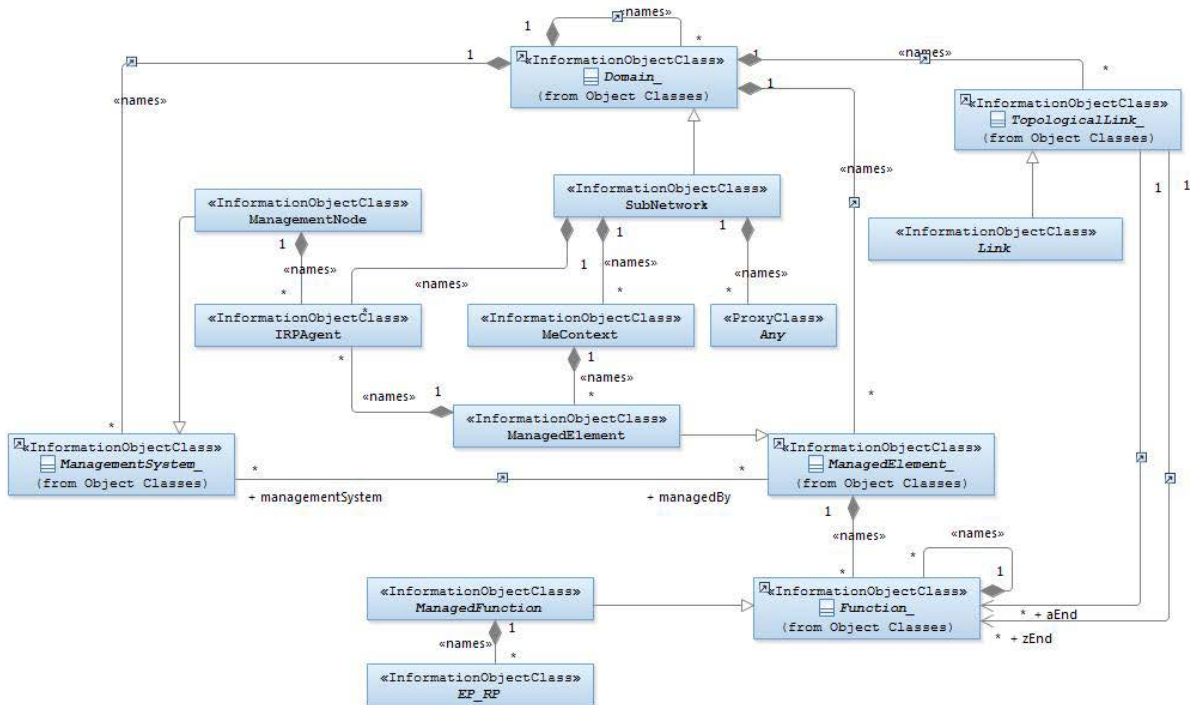 «names»
1
*
1
«InformationObjectClass»
Domain_
(from Object Classes)
1
«names»
*
1
«names»
«InformationObjectClass»
TopologicalLink_
(from Object Classes)
«names»
1
1
«InformationObjectClass»
SubNetwork
«InformationObjectClass»
ManagementNode
«InformationObjectClass»
Link
1
«names»
*
1
«names»
*
1
«names»
*
1
«names»
*
«InformationObjectClass»
IRPAgent
«InformationObjectClass»
MeContext
«ProxyClass»
Any
*
1
«names»
*
«names»
1
*
«InformationObjectClass»
ManagedElement
*
«InformationObjectClass»
ManagementSystem_
(from Object Classes)
«InformationObjectClass»
ManagedElement_
(from Object Classes)
*
*
+ managementSystem
+ managedBy
1
«names»
*
«names»
*
1
«InformationObjectClass»
ManagedFunction
«InformationObjectClass»
Function_
(from Object Classes)
* + aEnd
* + zEnd
1
«names»
*
«InformationObjectClass»
EP_RP